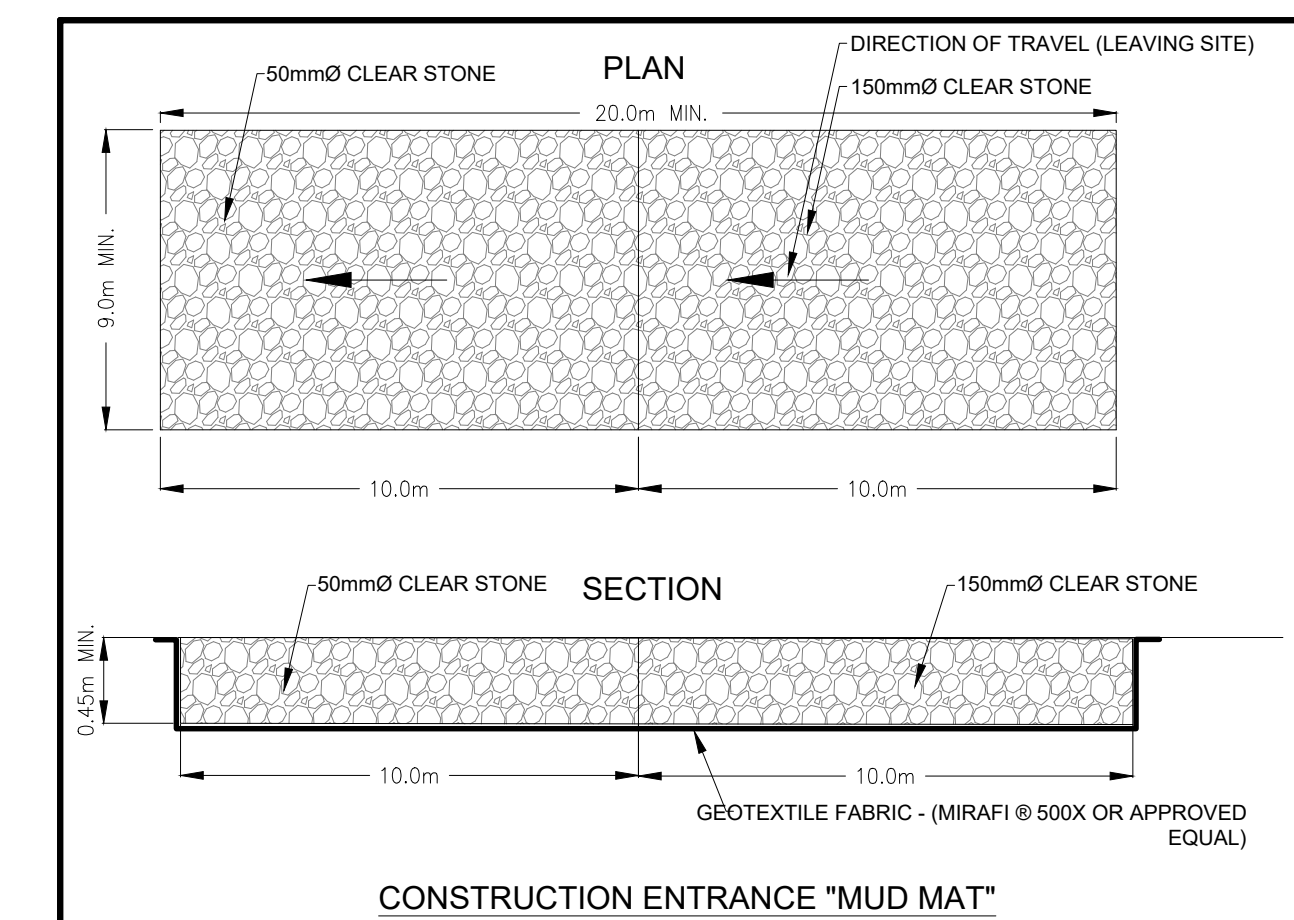 DIRECTION OF TRAVEL (LEAVING SITE)
PLAN
50mmØ CLEAR STONE
150mmØ CLEAR STONE
20.0m MIN.
9.0m MIN.
10.0m
10.0m
50mmØ CLEAR STONE
SECTION
150mmØ CLEAR STONE
0.45m MIN.
10.0m
10.0m
GEOTEXTILE FABRIC - (MIRAFI ® 500X OR APPROVED
EQUAL)
CONSTRUCTION ENTRANCE "MUD MAT"